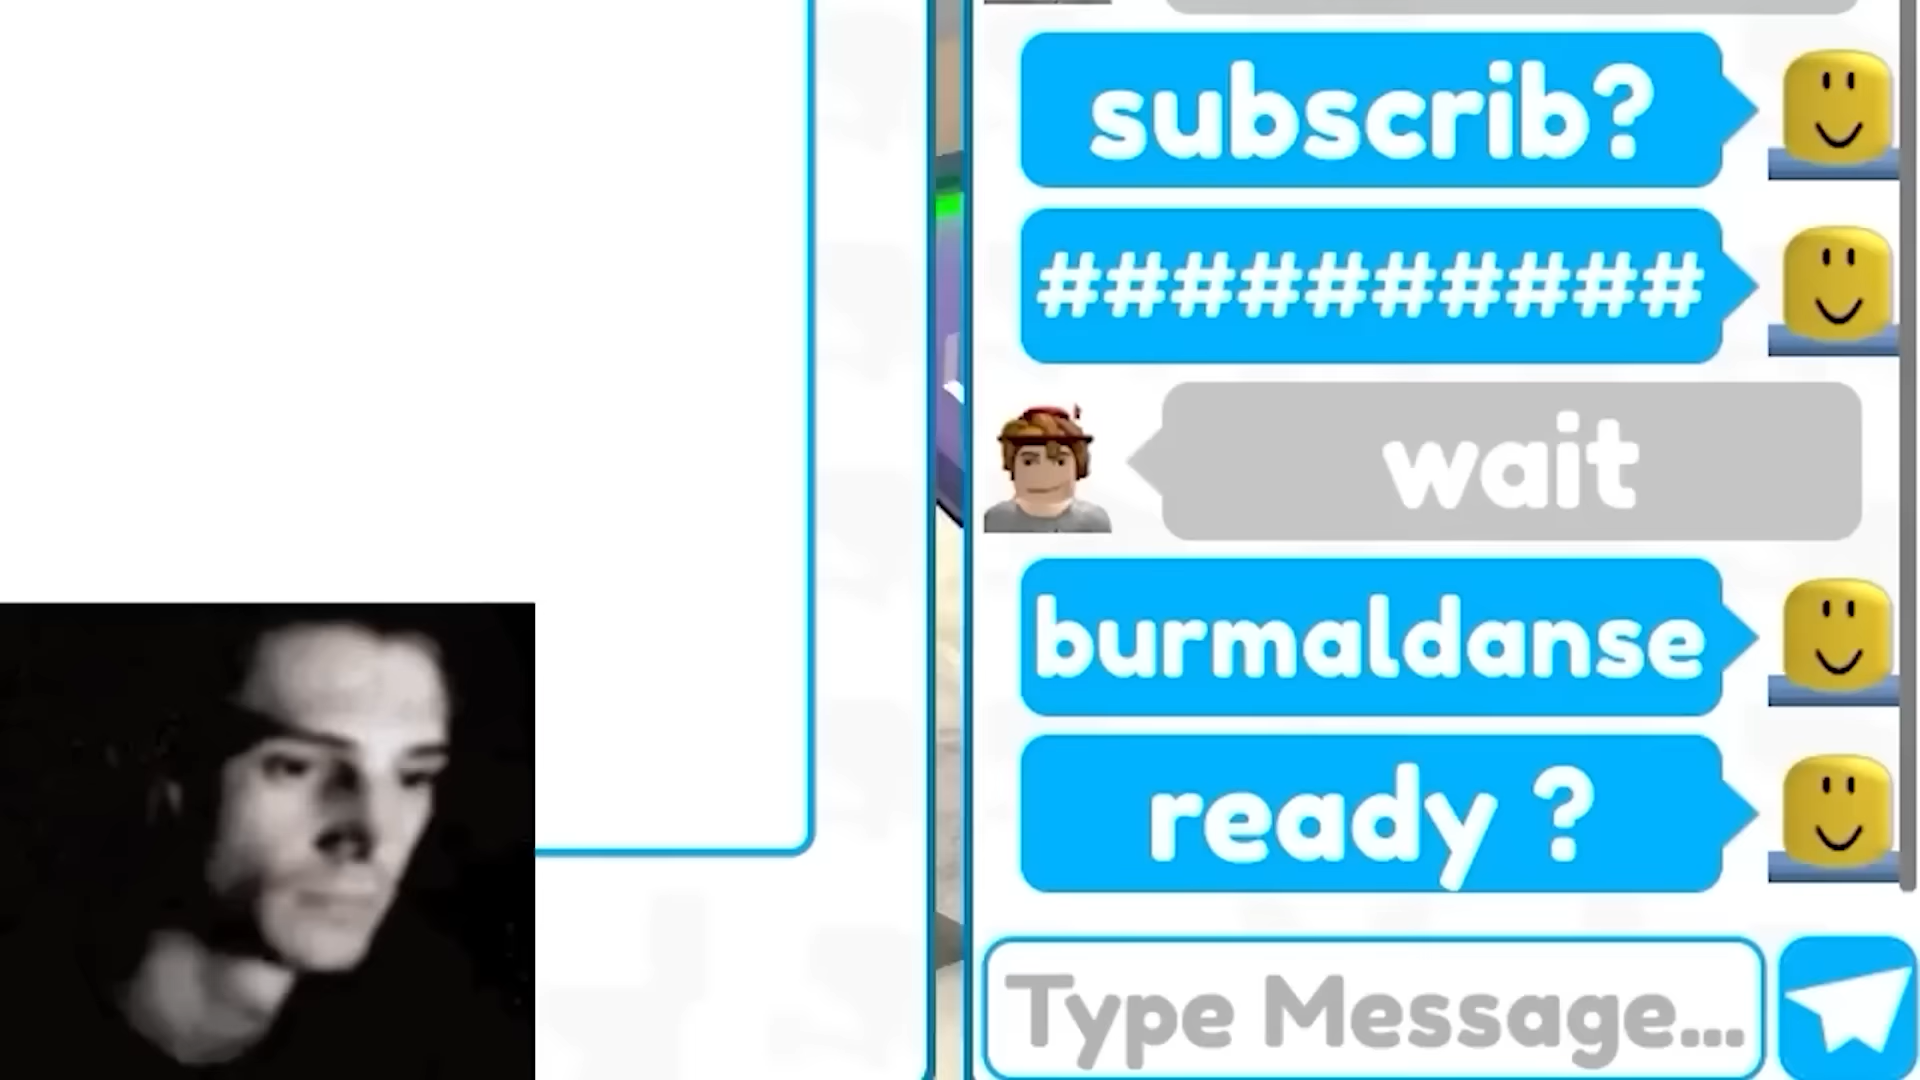 subscrib?
##########
wait
burmaldanse
ready ?
Type Message...